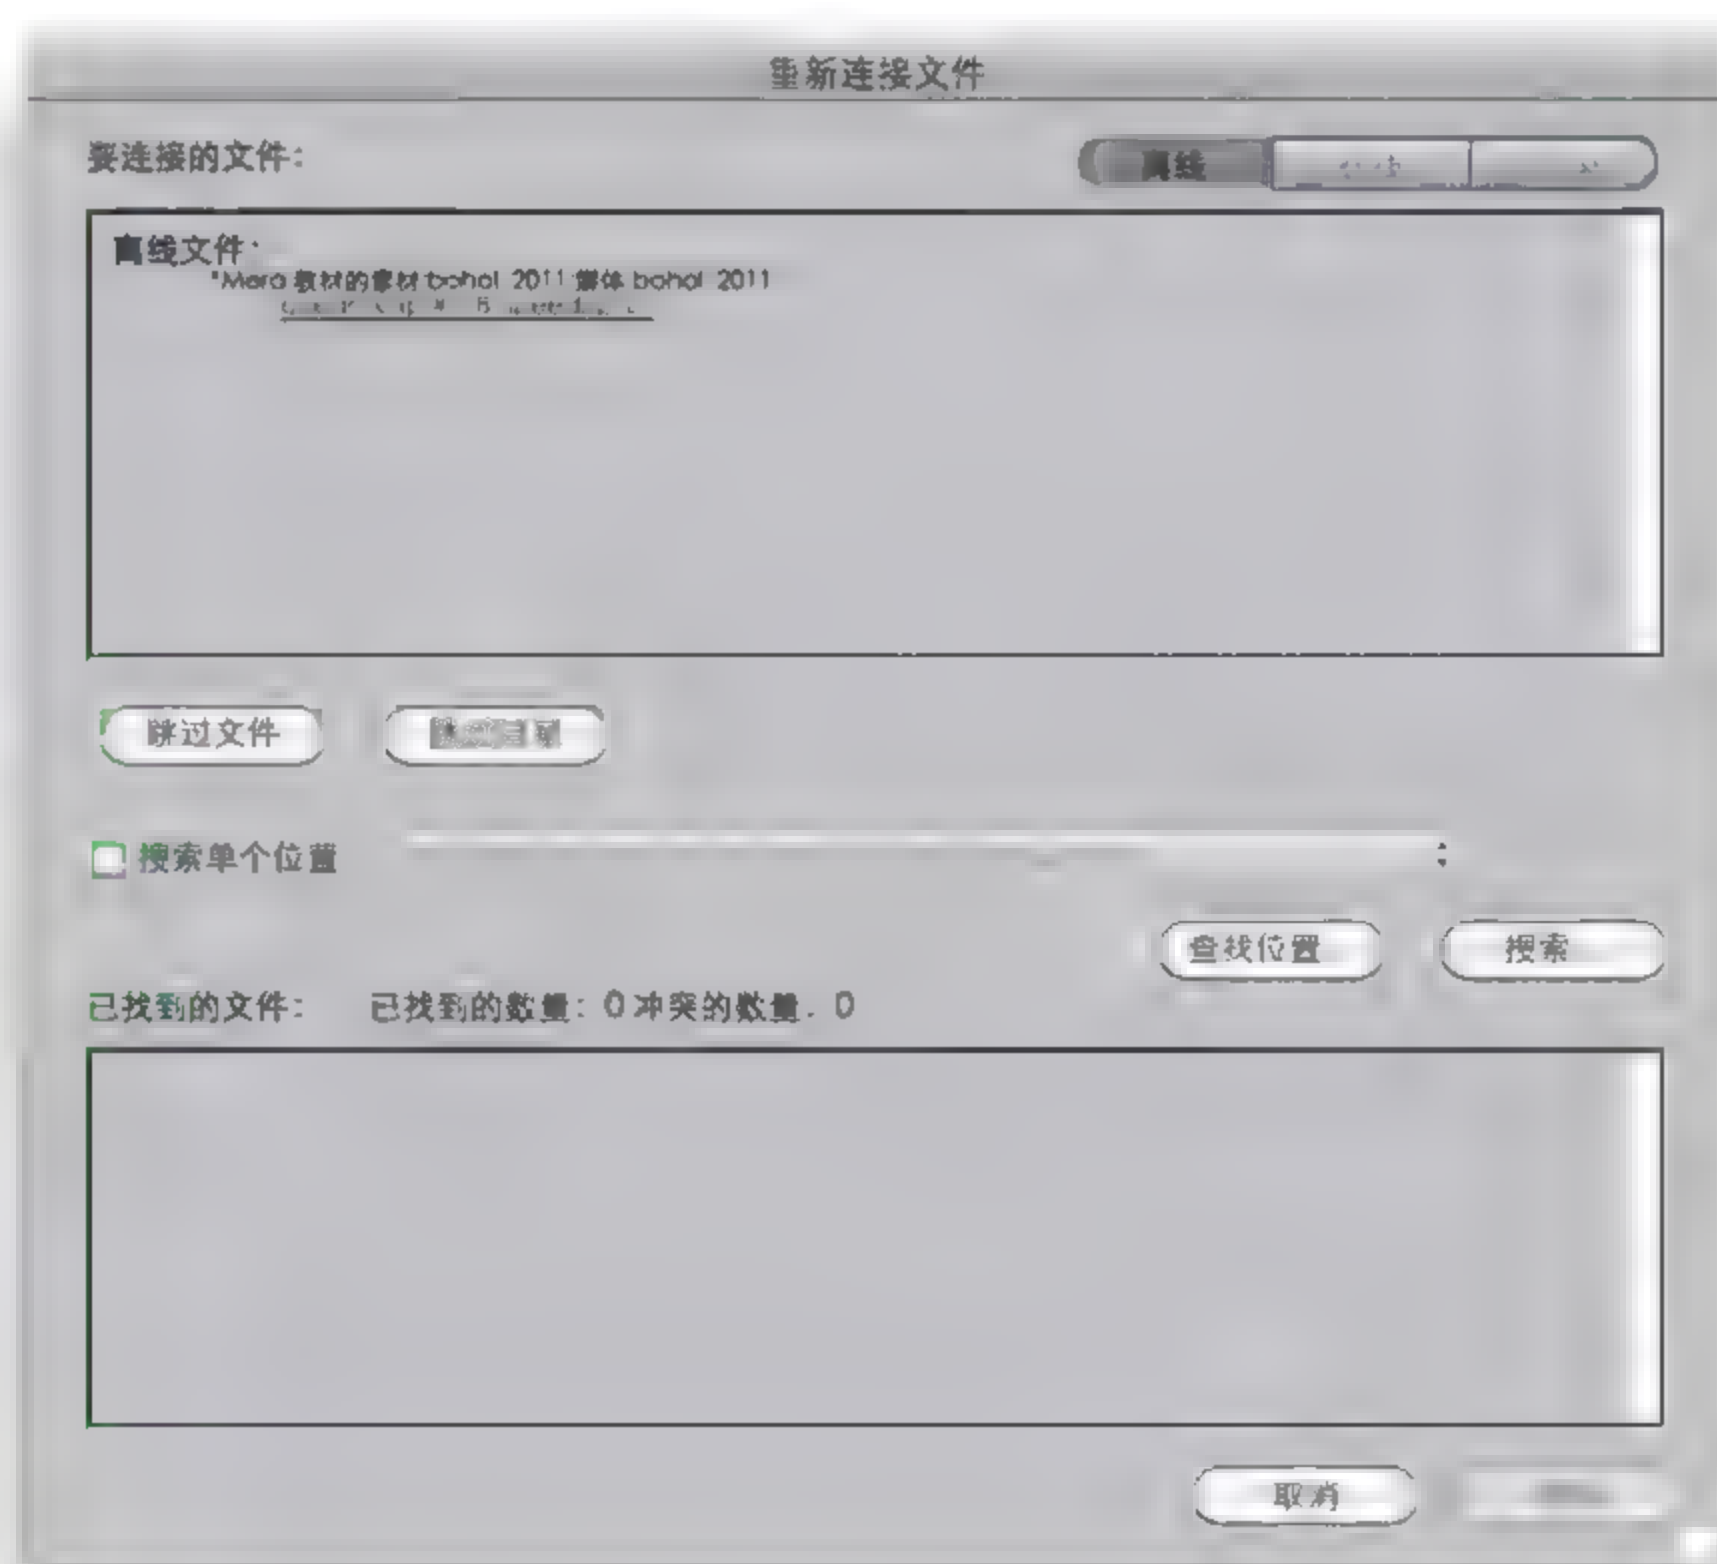 重新连接文件
要连接的文件：
离线
离线文件：
教材的素材 bohol 2011 媒体 bohol 2011
跳过文件
搜索单个位置
查找位置 搜索
已找到的文件： 已找到的数量：0 冲突的数量：0
取消